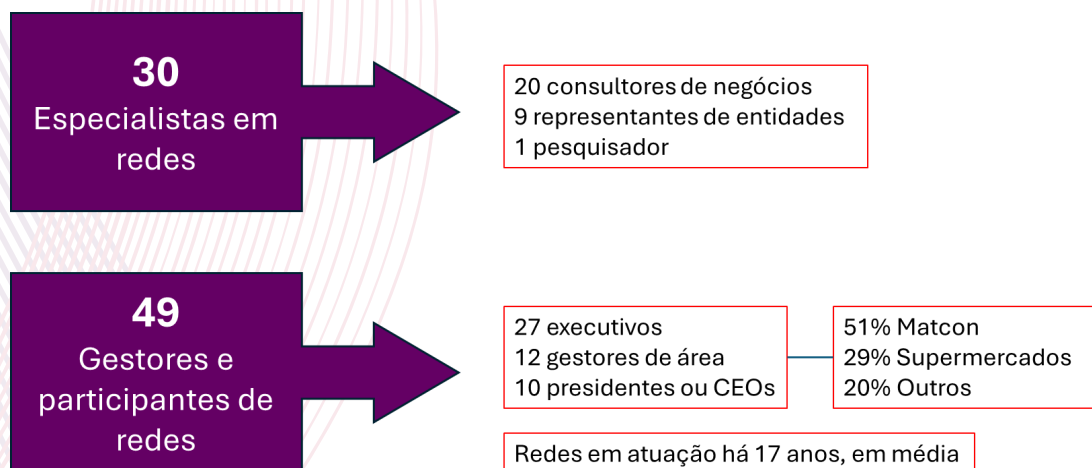 30
Especialistas em
redes
20 consultores de negócios
9 representantes de entidades
1 pesquisador
49
Gestores e
participantes de
redes
27 executivos
12 gestores de área
10 presidentes ou CEOs
51% Matcon
29% Supermercados
20% Outros
Redes em atuação há 17 anos, em média